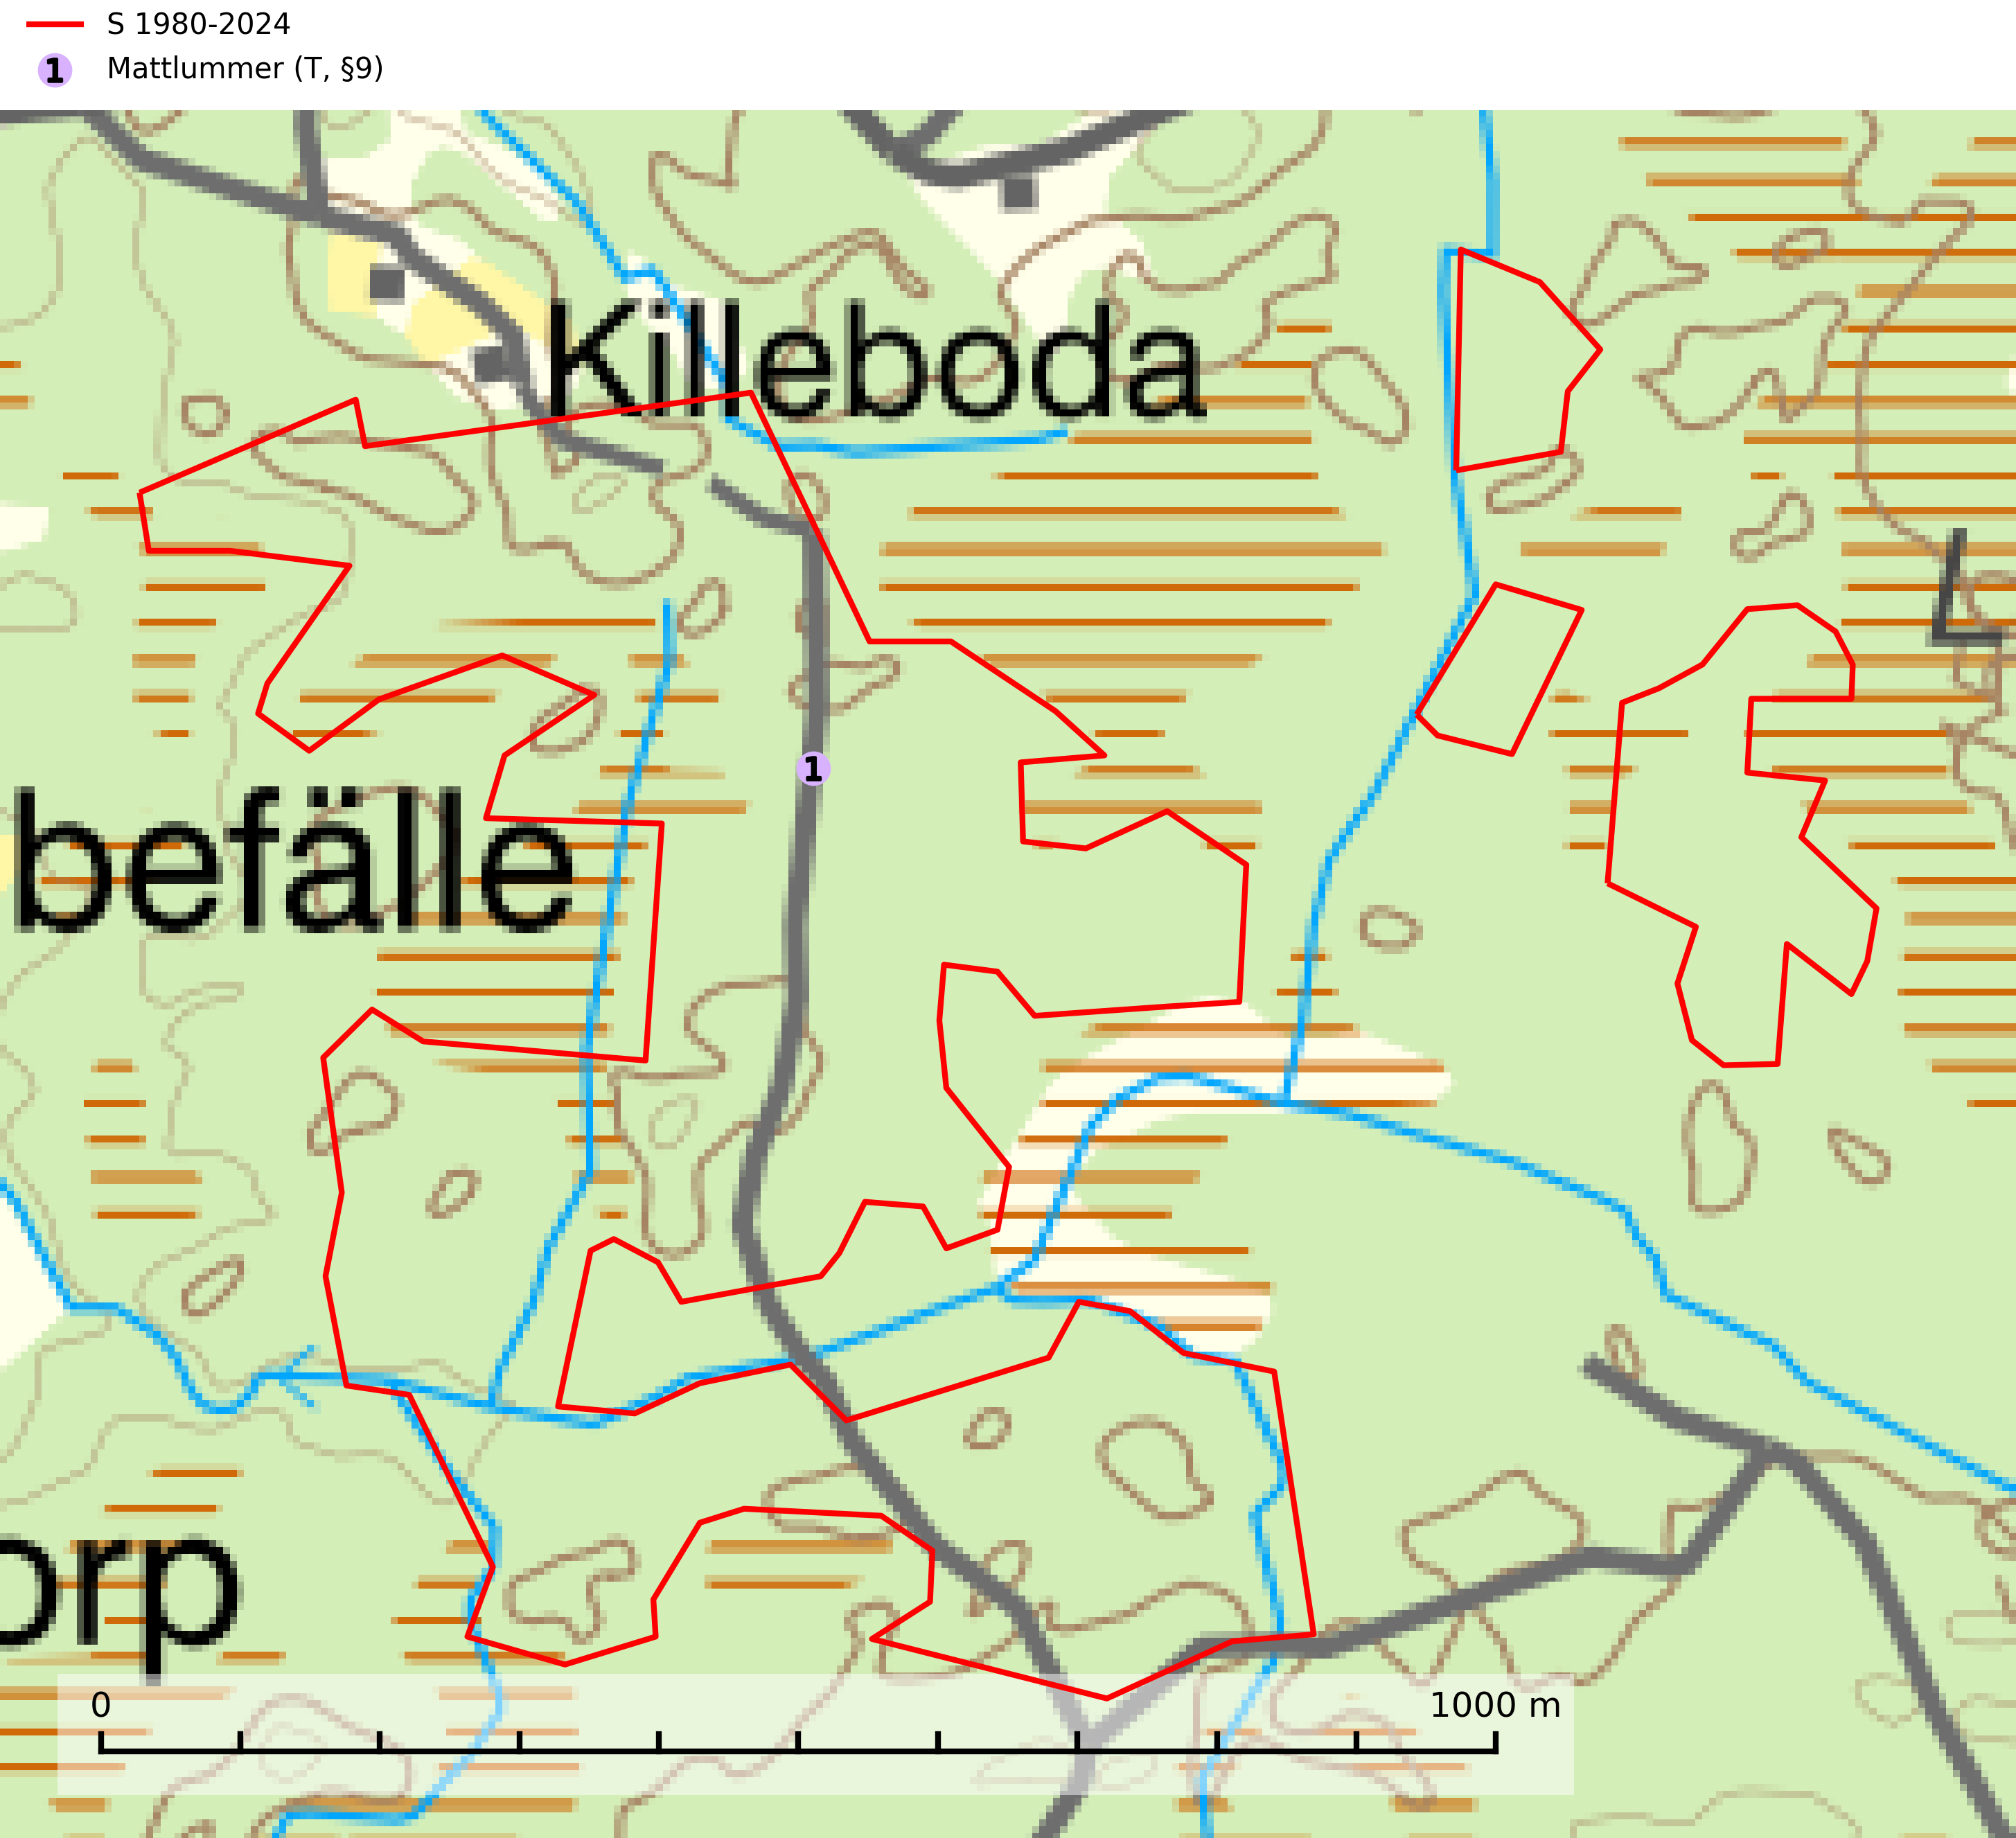 S 1980-2024
1 Mattlummer (T, §9)
Killeboda
L
1
befälle
orp
0 1000 m